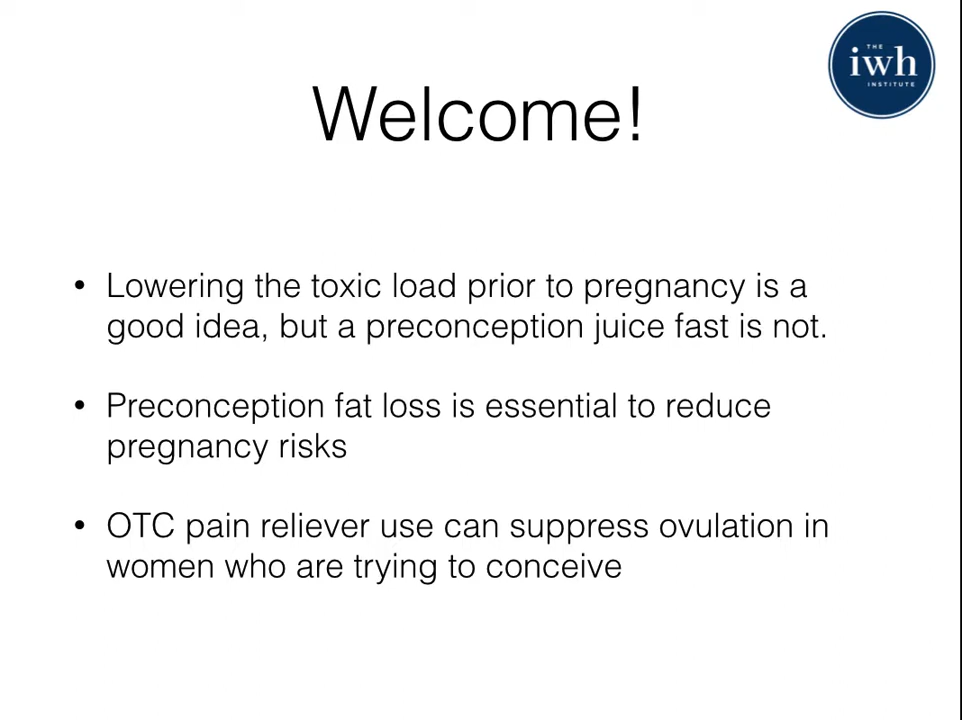 THE
iwh
INSTITUTE
Welcome!
• Lowering the toxic load prior to pregnancy is a
good idea, but a preconception juice fast is not.
• Preconception fat loss is essential to reduce
pregnancy risks
• OTC pain reliever use can suppress ovulation in
women who are trying to conceive